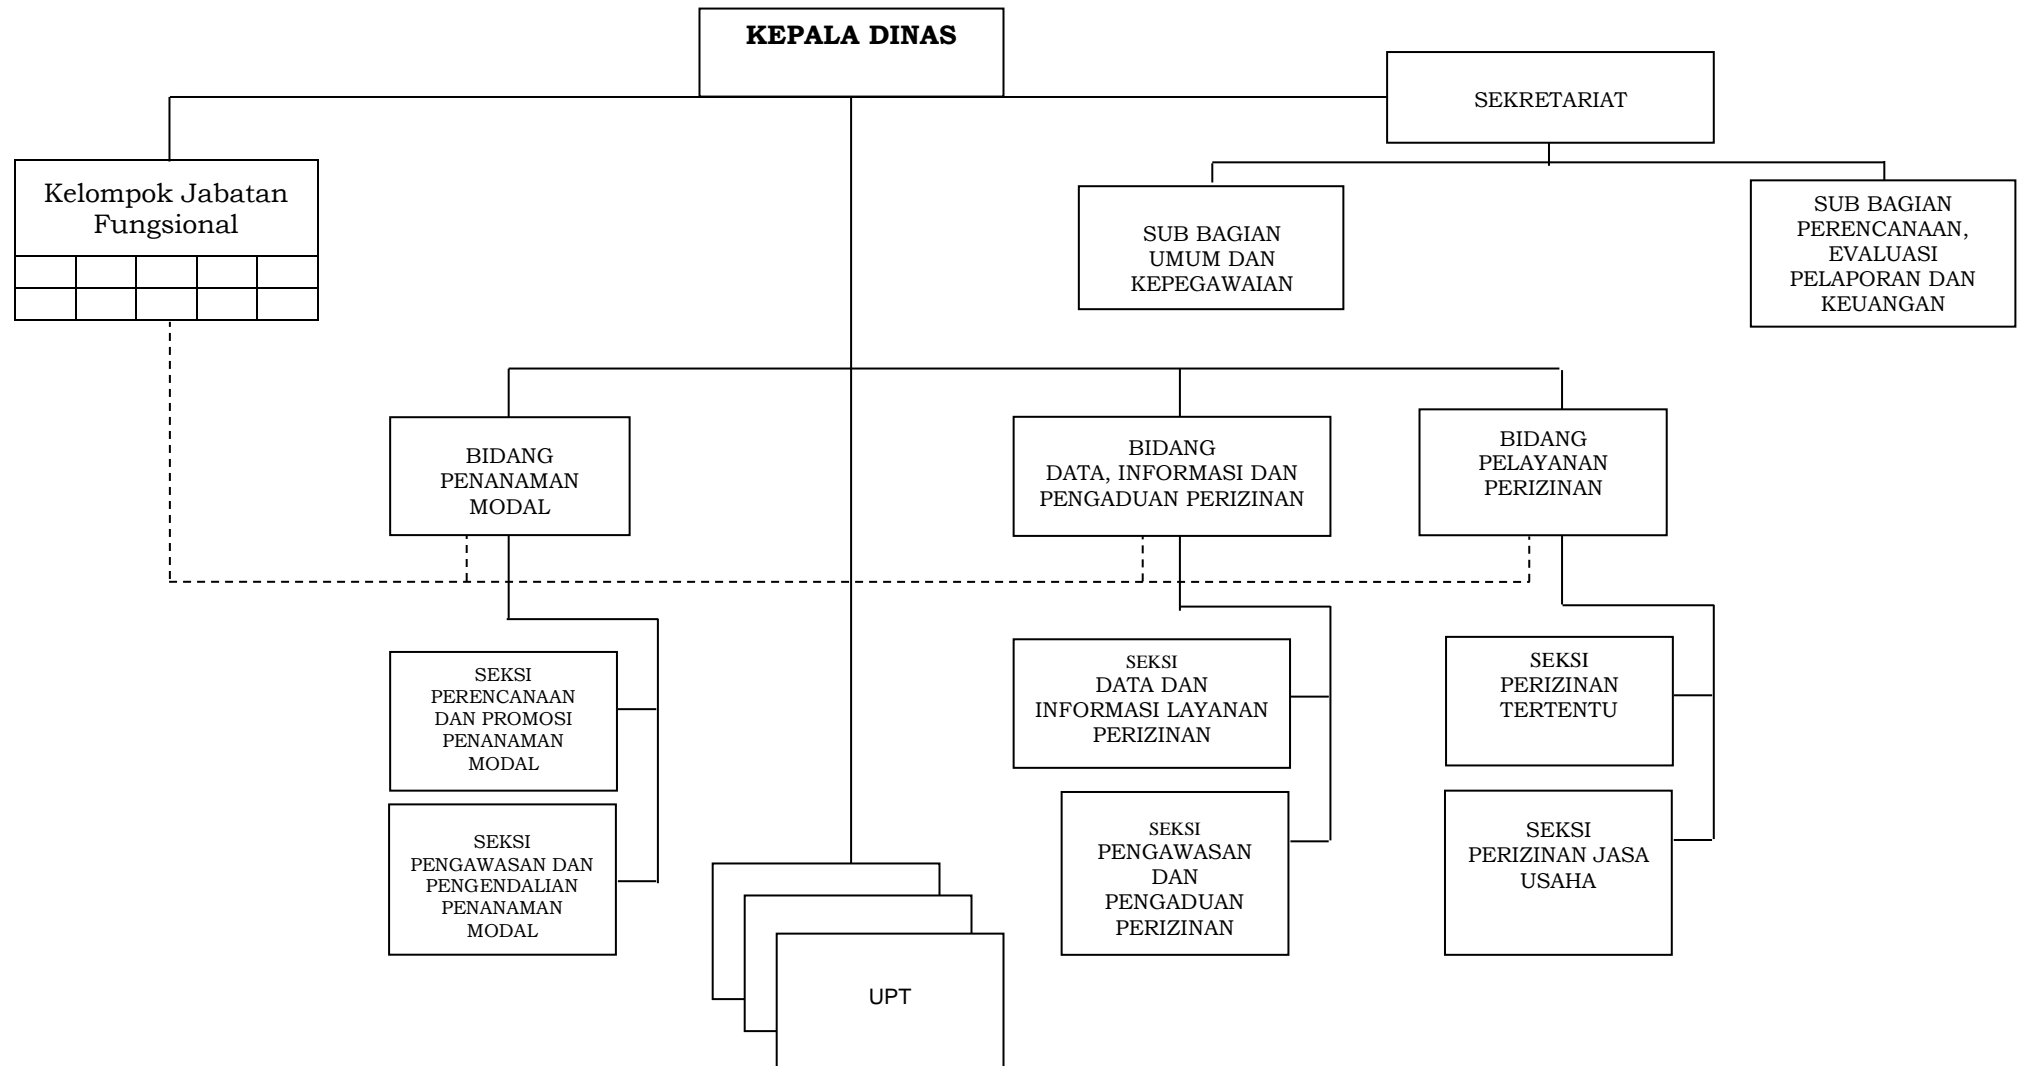 KEPALA DINAS
SEKRETARIAT
Kelompok Jabatan
Fungsional
SUB BAGIAN
UMUM DAN
KEPEGAWAIAN
SUB BAGIAN
PERENCANAAN,
EVALUASI
PELAPORAN DAN
KEUANGAN
BIDANG
PENANAMAN
MODAL
BIDANG
DATA, INFORMASI DAN
PENGADUAN PERIZINAN
BIDANG
PELAYANAN
PERIZINAN
SEKSI
PERENCANAAN
DAN PROMOSI
PENANAMAN
MODAL
SEKSI
DATA DAN
INFORMASI LAYANAN
PERIZINAN
SEKSI
PERIZINAN
TERTENTU
SEKSI
PENGAWASAN DAN
PENGENDALIAN
PENANAMAN
MODAL
SEKSI
PENGAWASAN
DAN
PENGADUAN
PERIZINAN
SEKSI
PERIZINAN JASA
USAHA
UPT